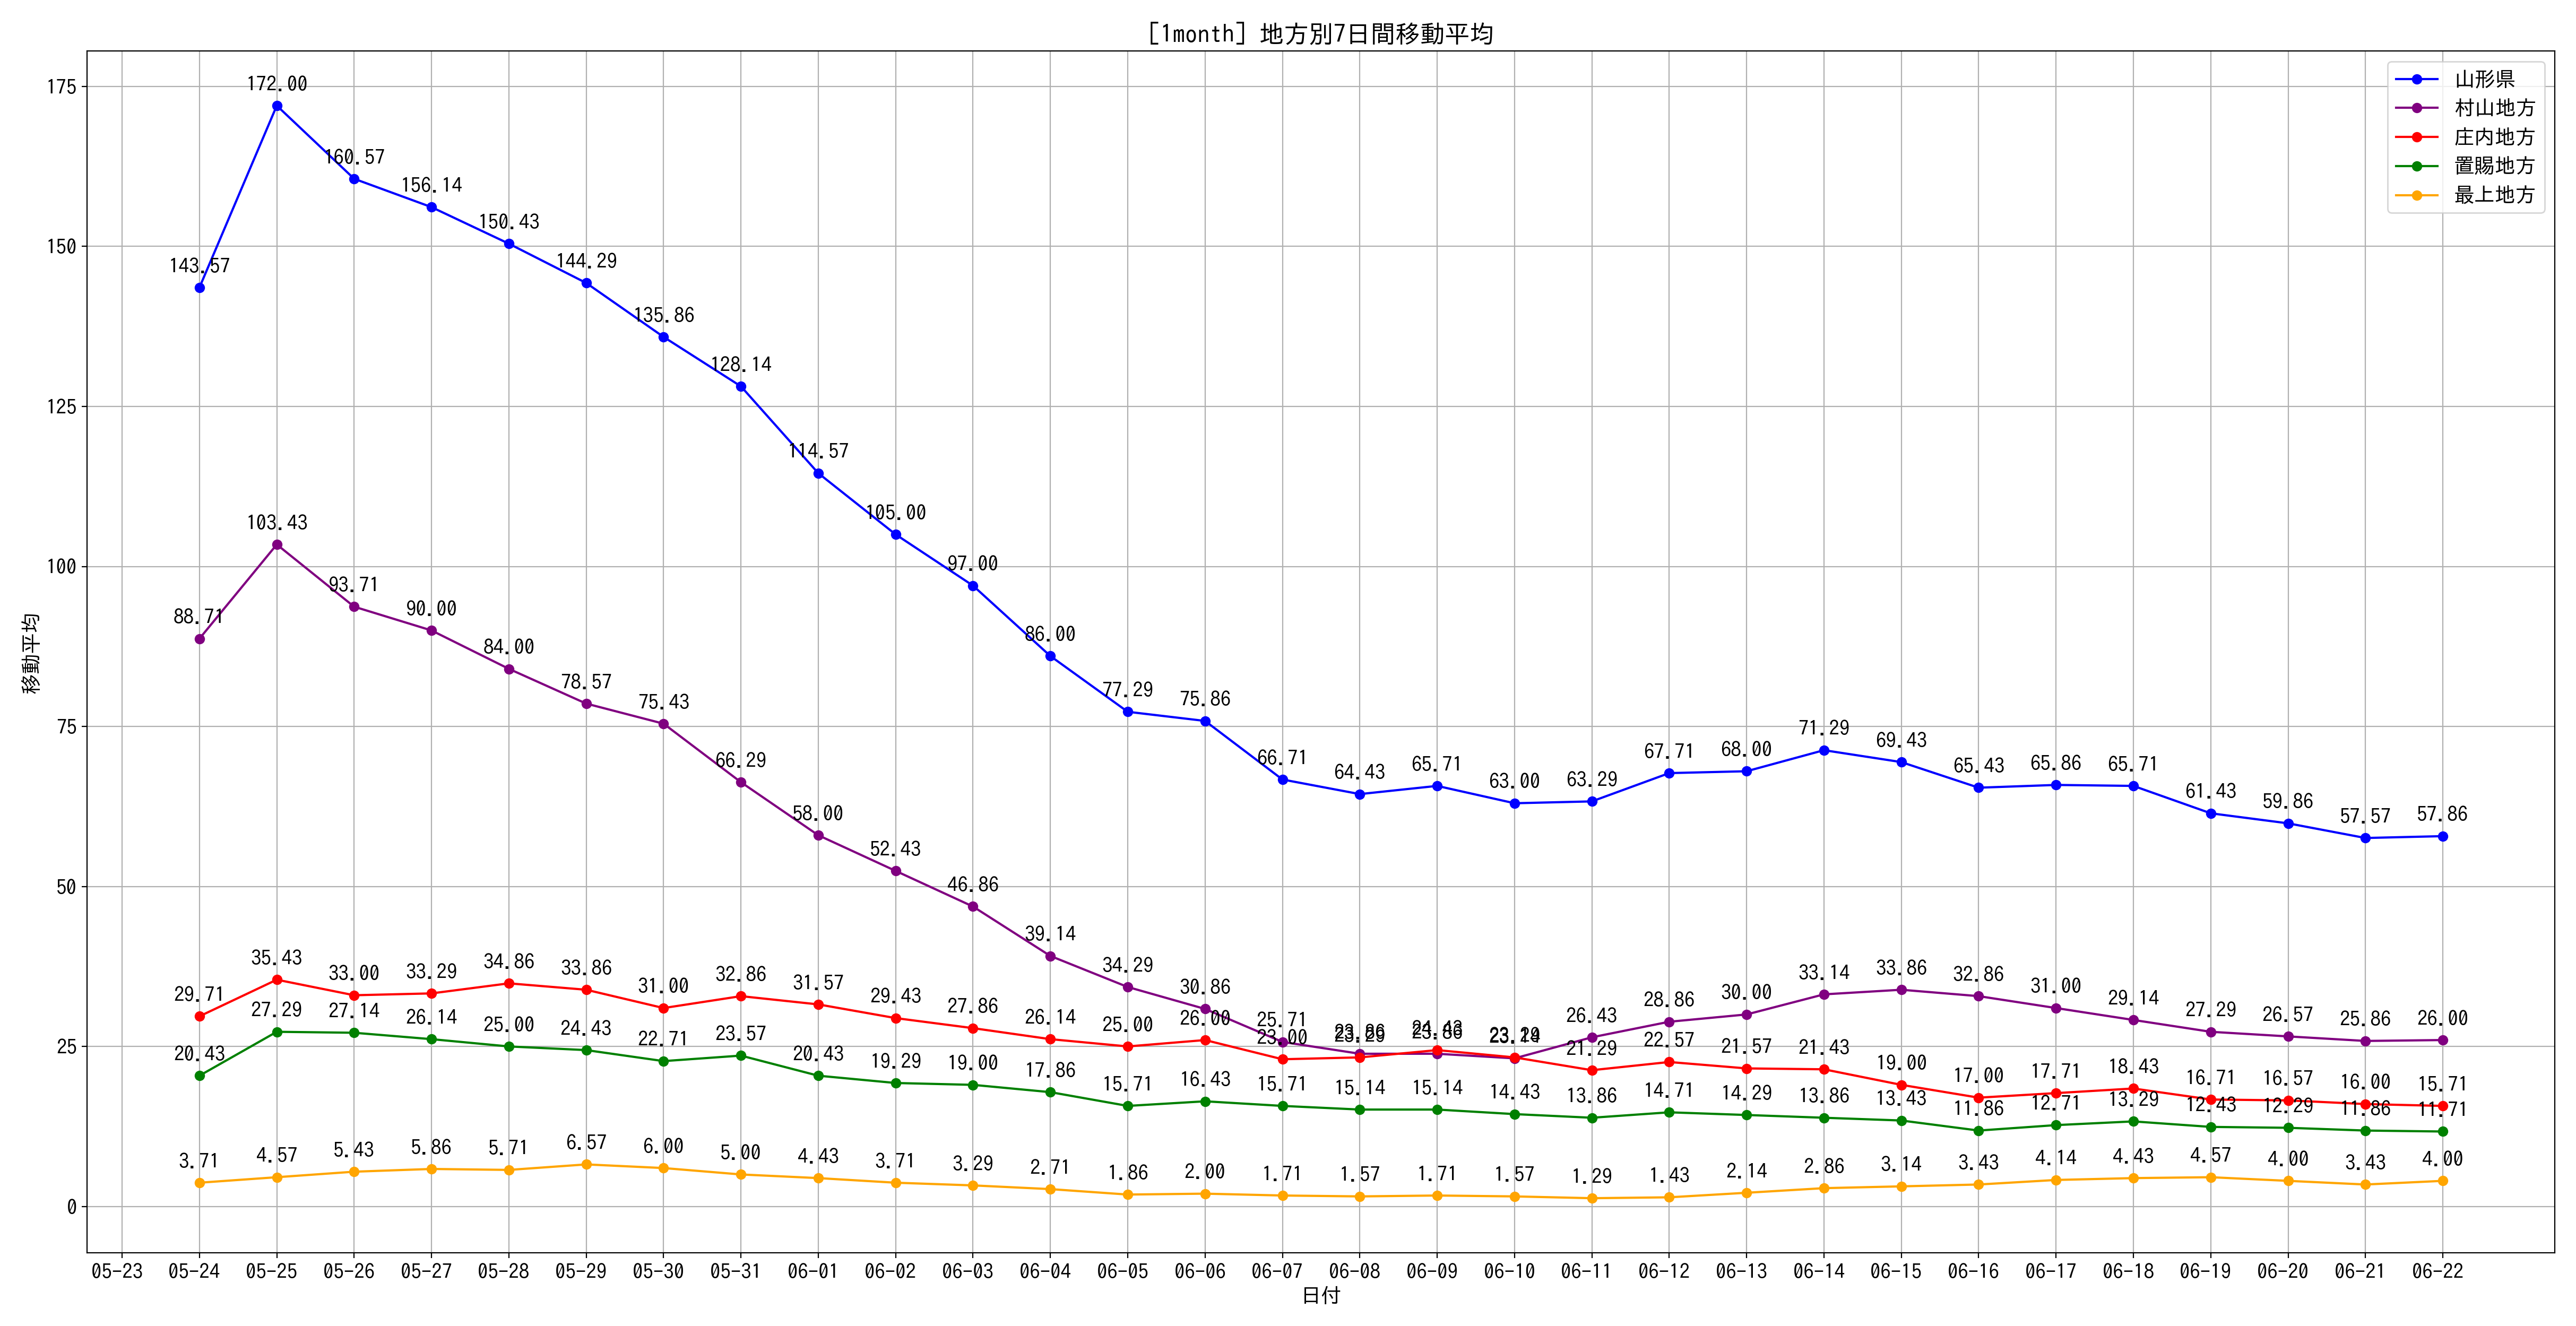 [1month] 地方別7日間移動平均
山形県
村山地方
庄内地方
置賜地方
最上地方
移動平均
175
150
125
100
75
50
25
0
143.57 172.00 160.57 156.14 150.43 144.29 135.86 128.14 114.57 105.00 97.00 86.00 77.29 75.86 66.71 64.43 65.71 63.00 63.29 67.71 68.00 71.29 69.43 65.43 65.86 65.71 61.43 59.86 57.57 57.86
88.71 103.43 93.71 90.00 84.00 78.57 75.43 66.29 58.00 52.43 46.86 39.14 34.29 30.86 25.71 23.86 23.86 23.14 26.43 28.86 30.00 33.14 33.86 32.86 31.00 29.14 27.29 26.57 25.86 26.00
29.71 35.43 33.00 33.29 34.86 33.86 31.00 32.86 31.57 29.43 27.86 26.14 25.00 26.00 23.00 23.29 24.43 23.29 21.29 22.57 21.57 21.43 19.00 17.00 17.71 18.43 16.71 16.57 16.00 15.71
20.43 27.29 27.14 26.14 25.00 24.43 22.71 23.57 20.43 19.29 19.00 17.86 15.71 16.43 15.71 15.14 15.14 14.43 13.86 14.71 14.29 13.86 13.43 11.86 12.71 13.29 12.43 12.29 11.86 11.71
3.71 4.57 5.43 5.86 5.71 6.57 6.00 5.00 4.43 3.71 3.29 2.71 1.86 2.00 1.71 1.57 1.71 1.57 1.29 1.43 2.14 2.86 3.14 3.43 4.14 4.43 4.57 4.00 3.43 4.00
05-23 05-24 05-25 05-26 05-27 05-28 05-29 05-30 05-31 06-01 06-02 06-03 06-04 06-05 06-06 06-07 06-08 06-09 06-10 06-11 06-12 06-13 06-14 06-15 06-16 06-17 06-18 06-19 06-20 06-21 06-22
日付